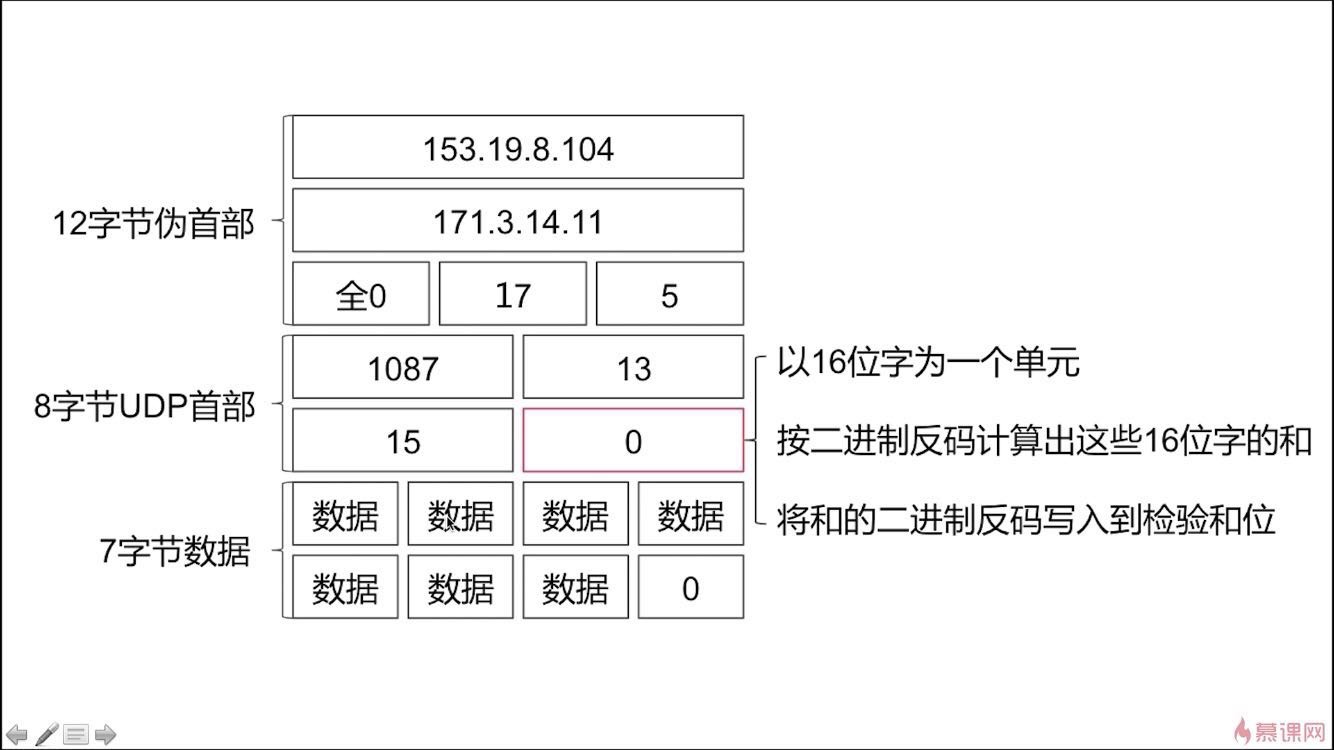 153.19.8.104
12字节伪首部
171.3.14.11
全0 17 5
1087 13
以16位字为一个单元
8字节UDP首部
15 0
按二进制反码计算出这些16位字的和
数据 数据 数据 数据
将和的二进制反码写入到检验和位
7字节数据
数据 数据 数据 0
慕课网